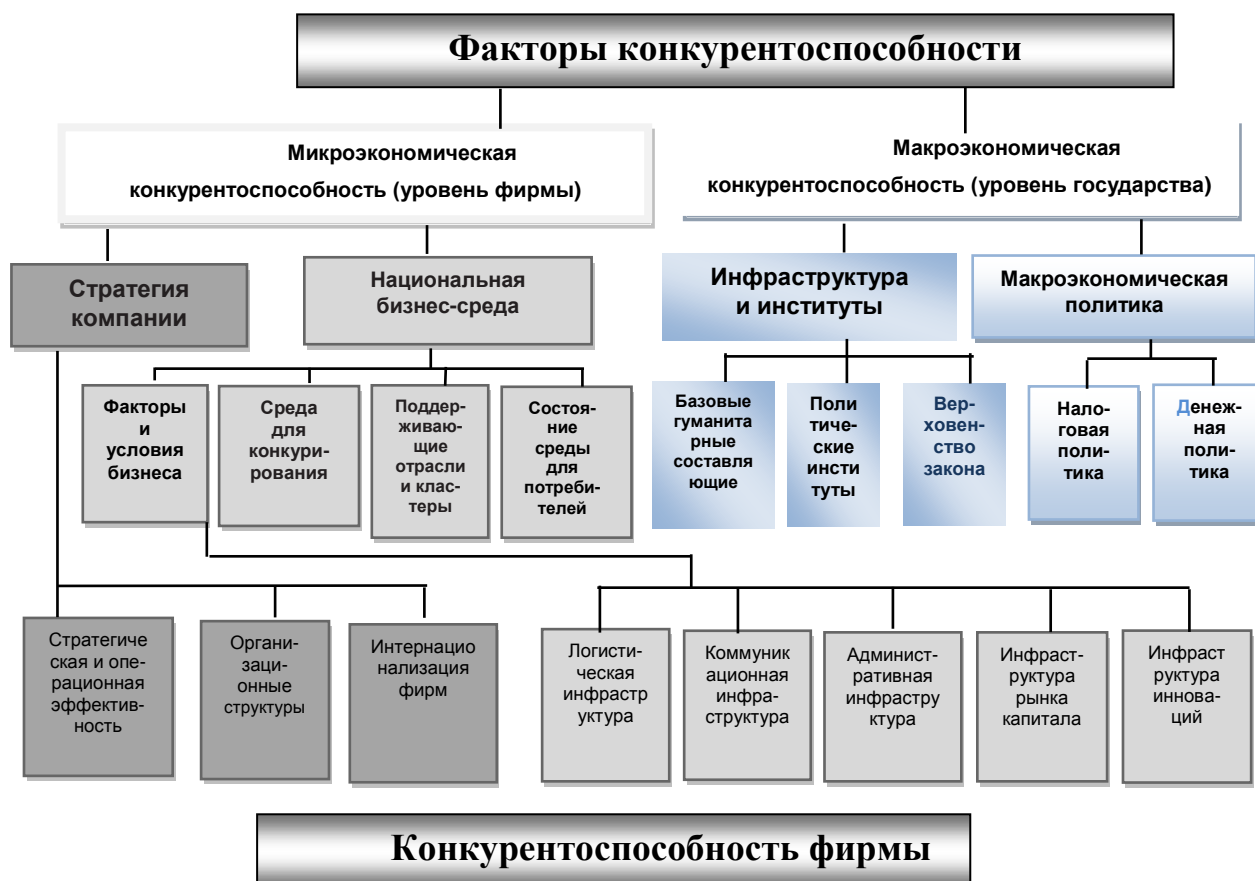 Факторы конкурентоспособности
Микроэкономическая
конкурентоспособность (уровень фирмы)
Макроэкономическая
конкурентоспособность (уровень государства)
Стратегия
компании
Национальная
бизнес-среда
Инфраструктура
и институты
Макроэкономическая
политика
Факторы
и
условия
бизнеса
Среда
для
конкури-
рования
Поддер-
живаю-
щие
отрасли
и клас-
теры
Состоя-
ние
среды
для
потреби-
телей
Базовые
гуманита
рные
составля
ющие
Поли
тиче-
ские
инсти
туты
Вер-
ховен-
ство
закона
Нало-
говая
поли-
тика
Денеж-
ная
поли-
тика
Стратегиче
ская и опе-
рационная
эффектив-
ность
Органи-
заци-
онные
структуры
Интернацио
нализация
фирм
Логисти-
ческая
инфрастр
уктура
Коммуник
ационная
инфра-
структура
Админист-
ративная
инфрастру
ктура
Инфраст-
руктура
рынка
капитала
Инфраст
руктура
иннова-
ций
Конкурентоспособность фирмы